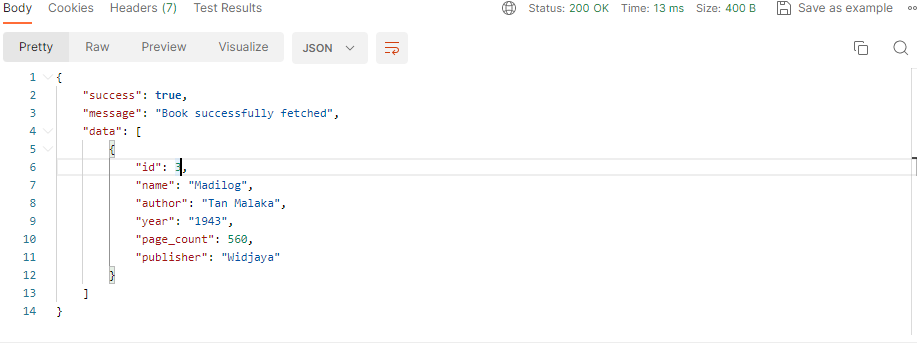 Body Cookies Headers (7) Test Results Status: 200 OK Time: 13 ms Size: 400 B Save as example
Pretty Raw Preview Visualize JSON
1 {
2 "success": true,
3 "message": "Book successfully fetched",
4 "data": [
5 {
6 "id": 3,
7 "name": "Madilog",
8 "author": "Tan Malaka",
9 "year": "1943",
10 "page_count": 560,
11 "publisher": "Widjaya"
12 }
13 ]
14 }